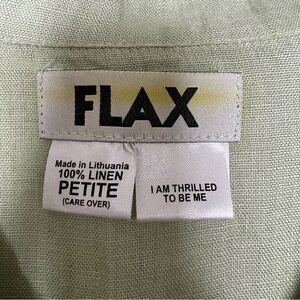 FLAX
Made in Lithuania
100% LINEN
PETITE
(CARE OVER)
I AM THRILLED
TO BE ME